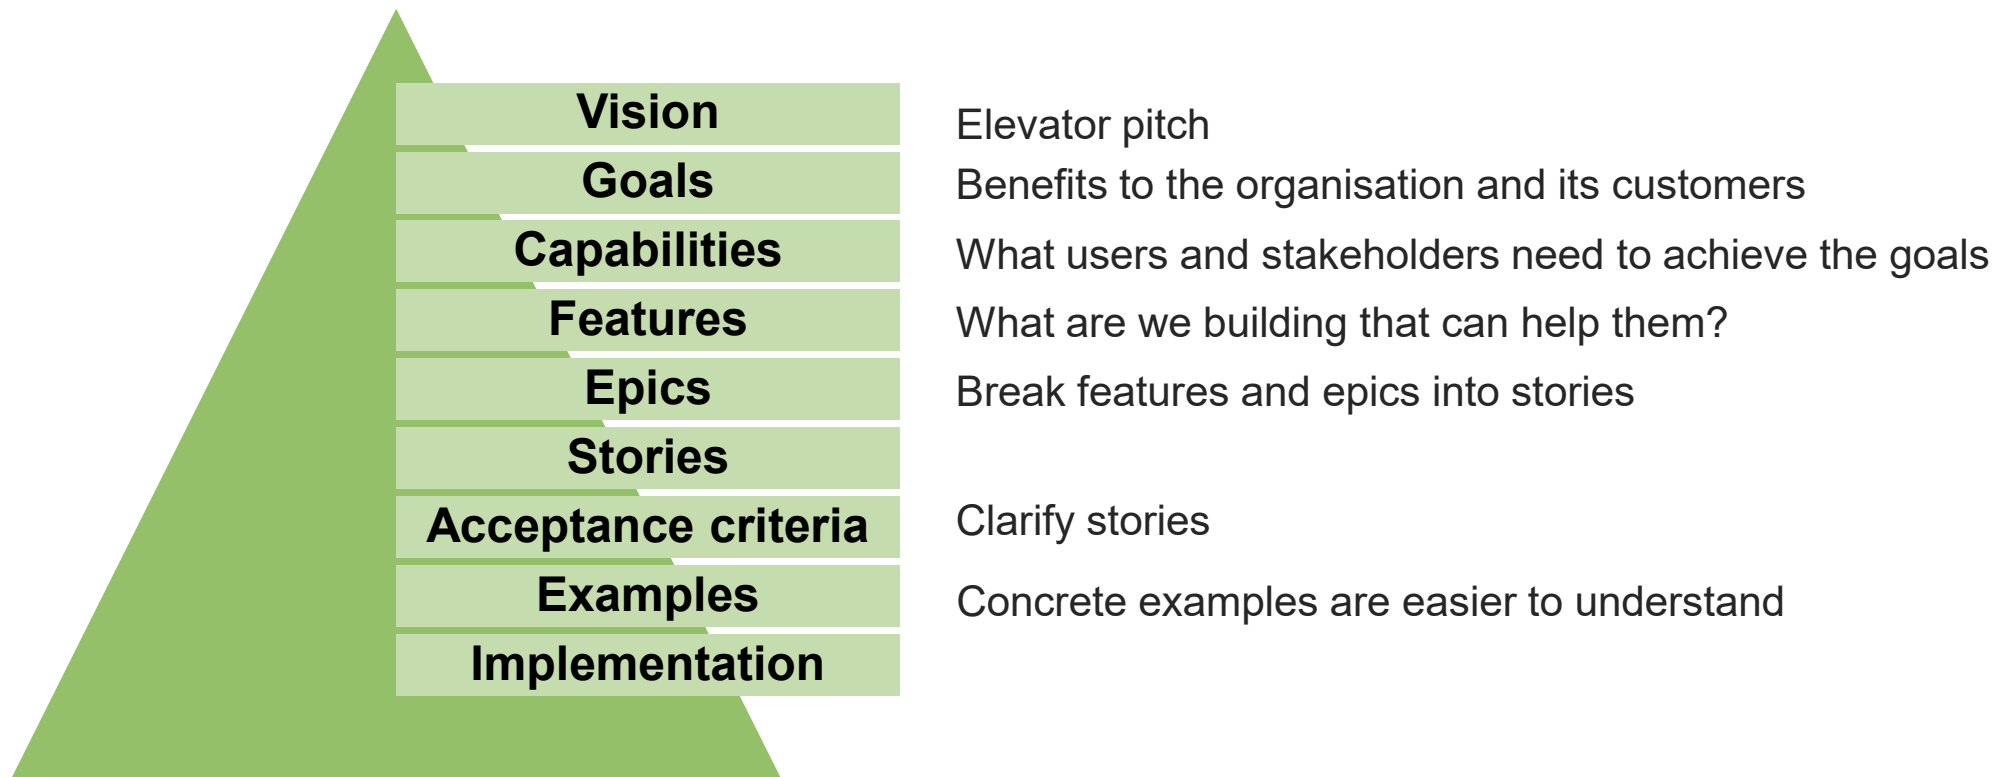 Vision
Elevator pitch
Goals
Benefits to the organisation and its customers
Capabilities
What users and stakeholders need to achieve the goals
Features
What are we building that can help them?
Epics
Break features and epics into stories
Stories
Acceptance criteria
Clarify stories
Examples
Concrete examples are easier to understand
Implementation